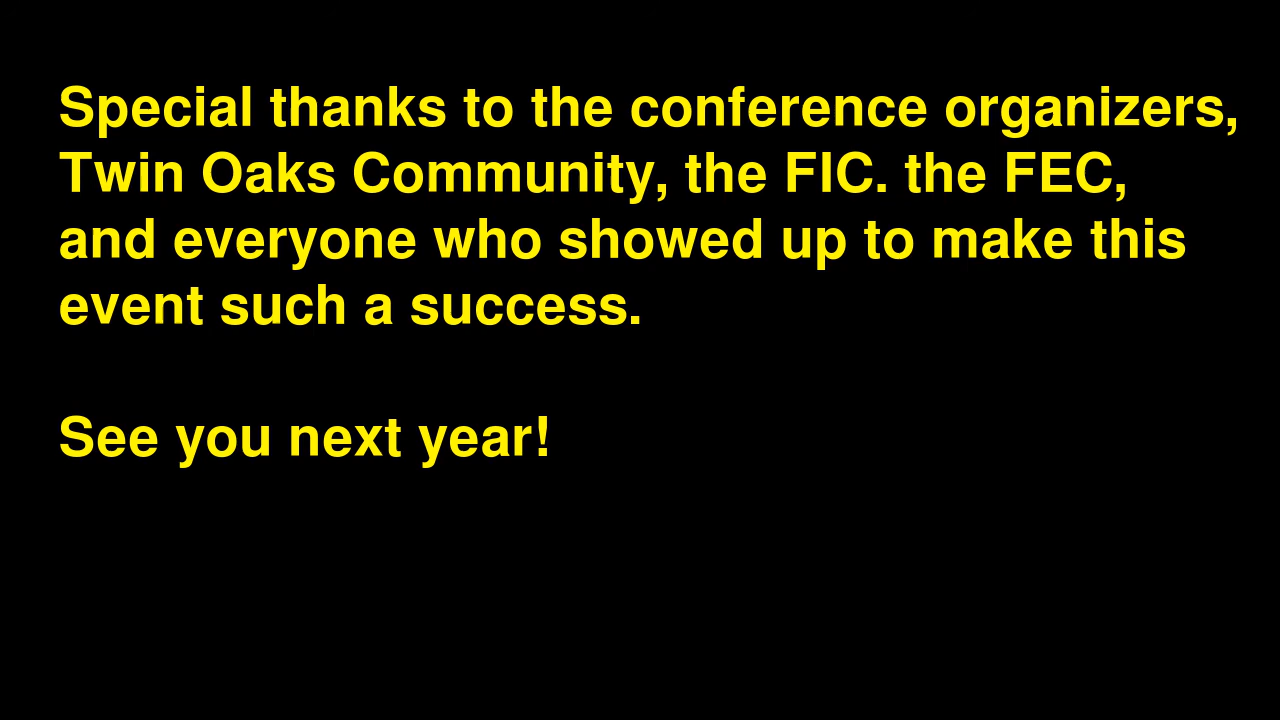 Special thanks to the conference organizers,
Twin Oaks Community, the FIC. the FEC,
and everyone who showed up to make this
event such a success.
See you next year!